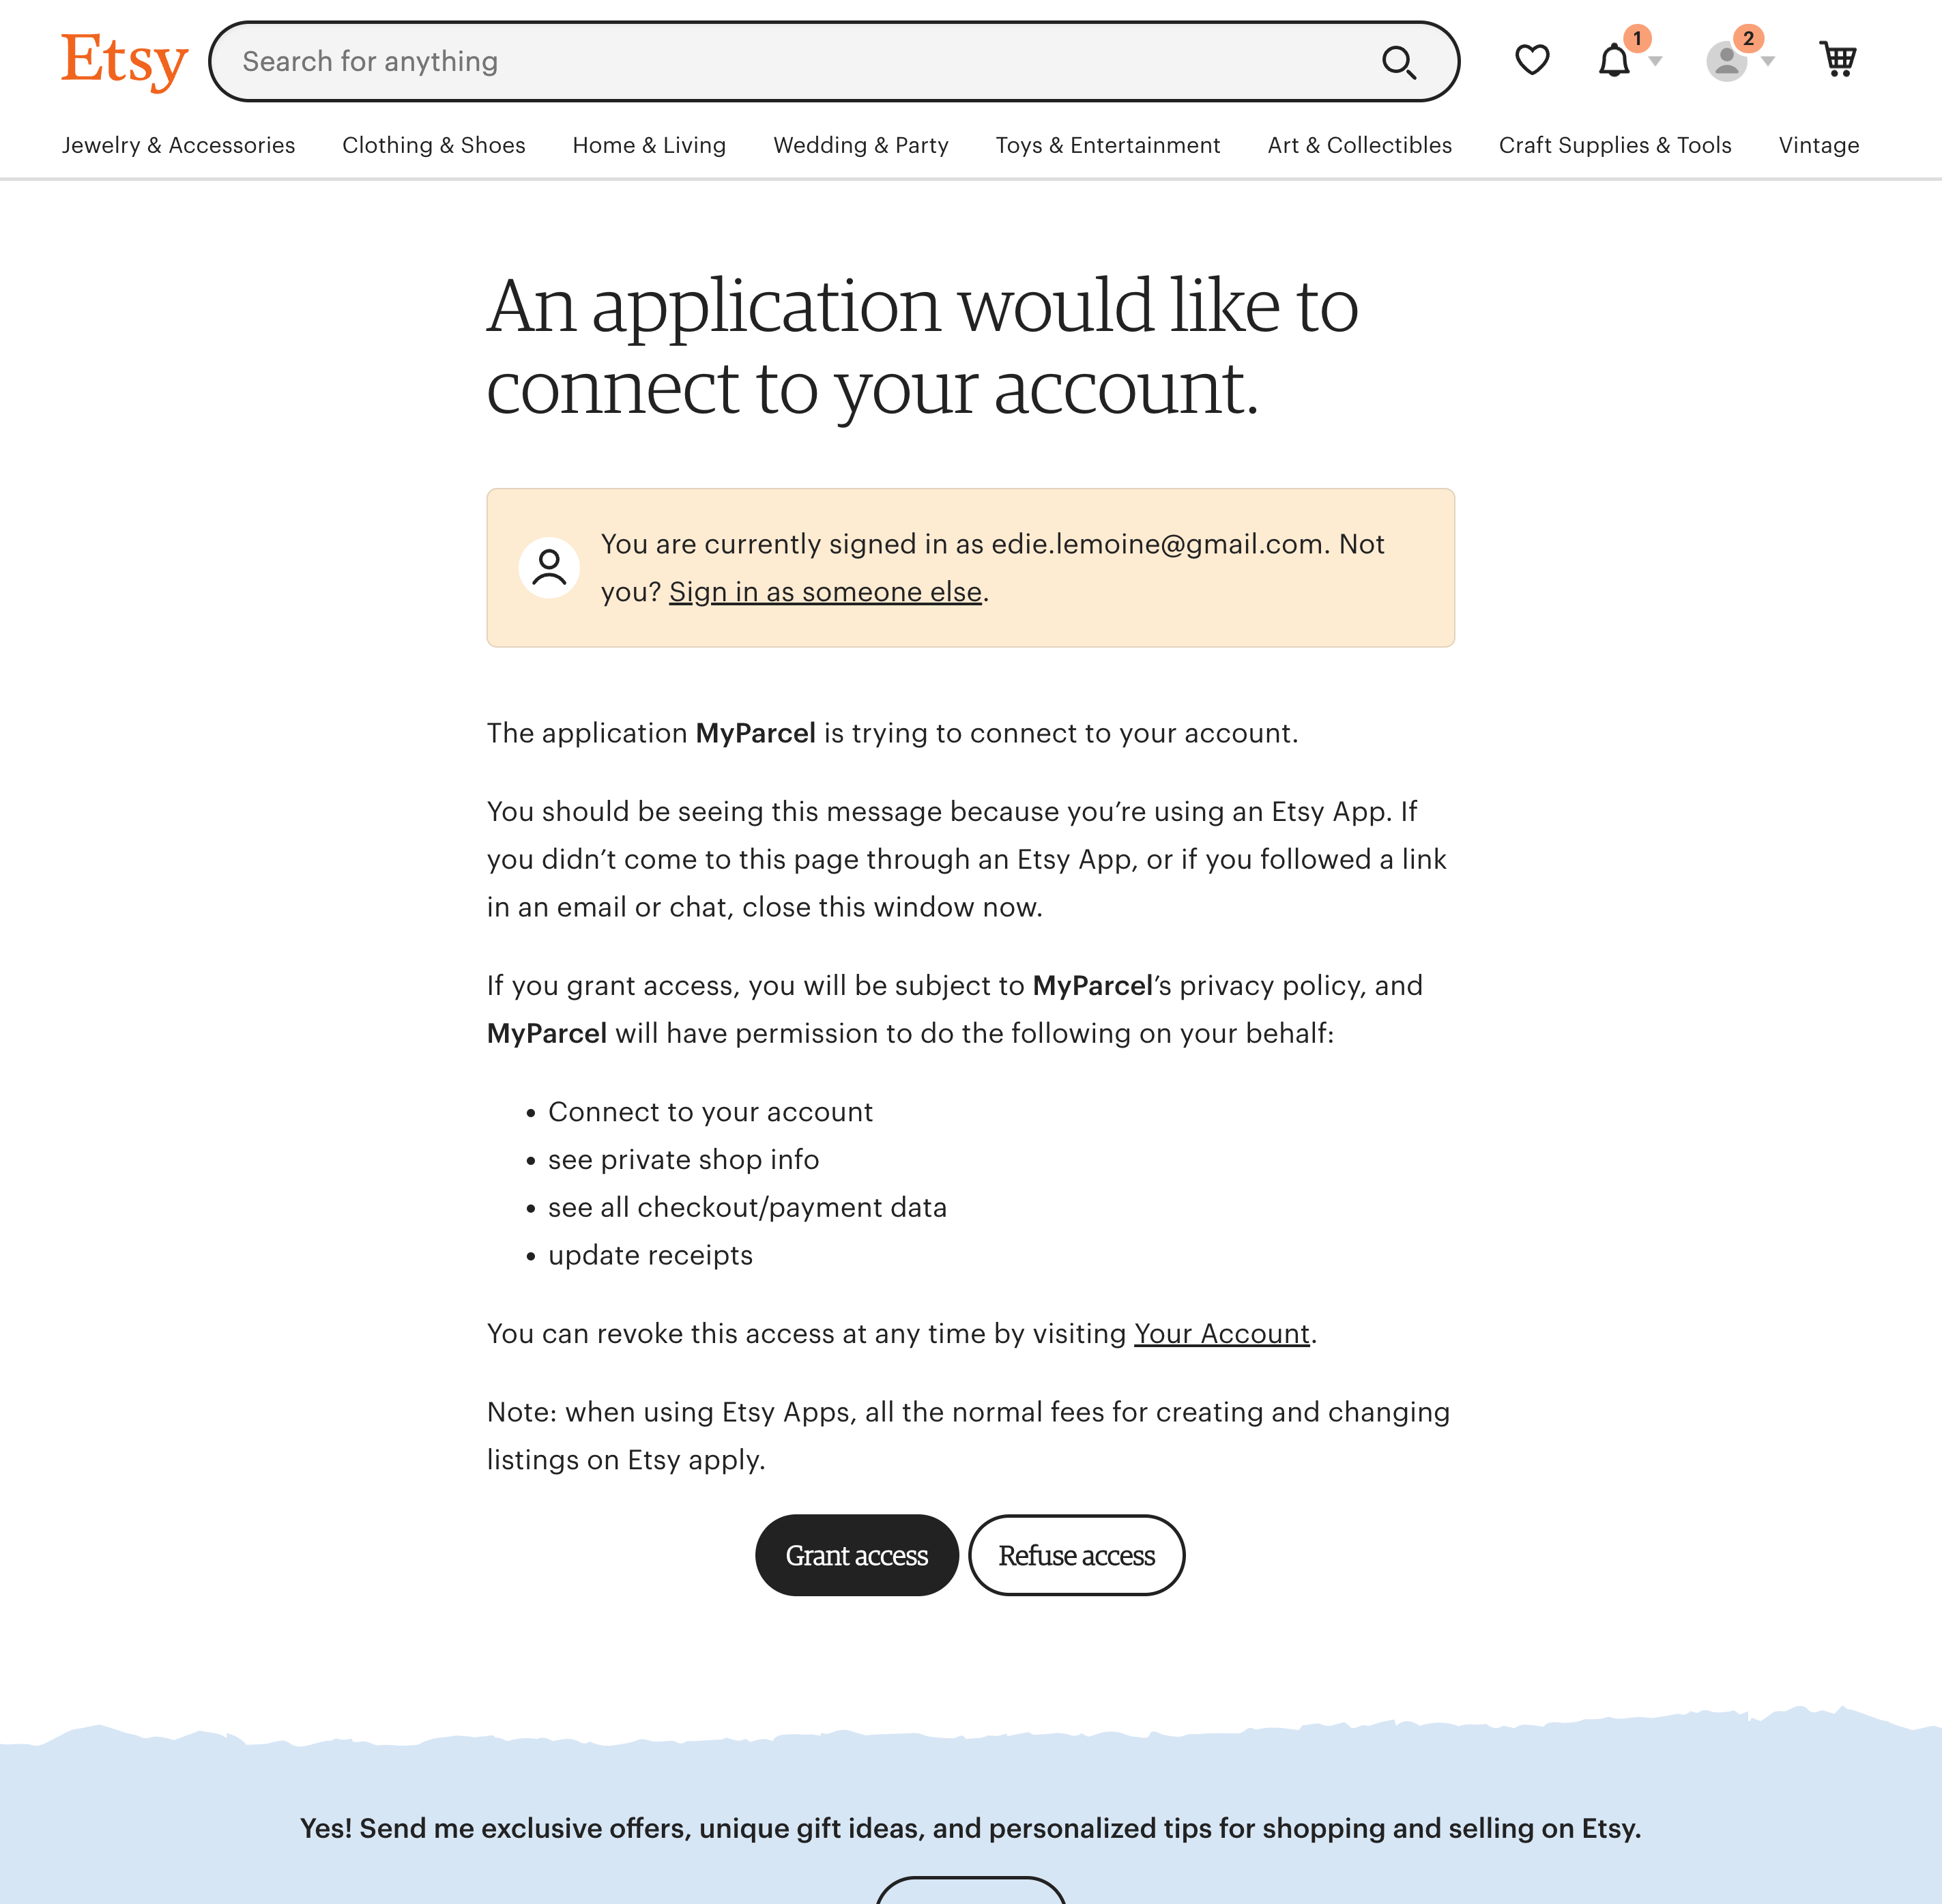 Etsy
Search for anything
1
2
Jewelry & Accessories
Clothing & Shoes
Home & Living
Wedding & Party
Toys & Entertainment
Art & Collectibles
Craft Supplies & Tools
Vintage
An application would like to
connect to your account.
You are currently signed in as edie.lemoine@gmail.com. Not
you? Sign in as someone else.
The application MyParcel is trying to connect to your account.
You should be seeing this message because you’re using an Etsy App. If
you didn’t come to this page through an Etsy App, or if you followed a link
in an email or chat, close this window now.
If you grant access, you will be subject to MyParcel’s privacy policy, and
MyParcel will have permission to do the following on your behalf:
• Connect to your account
• see private shop info
• see all checkout/payment data
• update receipts
You can revoke this access at any time by visiting Your Account.
Note: when using Etsy Apps, all the normal fees for creating and changing
listings on Etsy apply.
Grant access
Refuse access
Yes! Send me exclusive offers, unique gift ideas, and personalized tips for shopping and selling on Etsy.